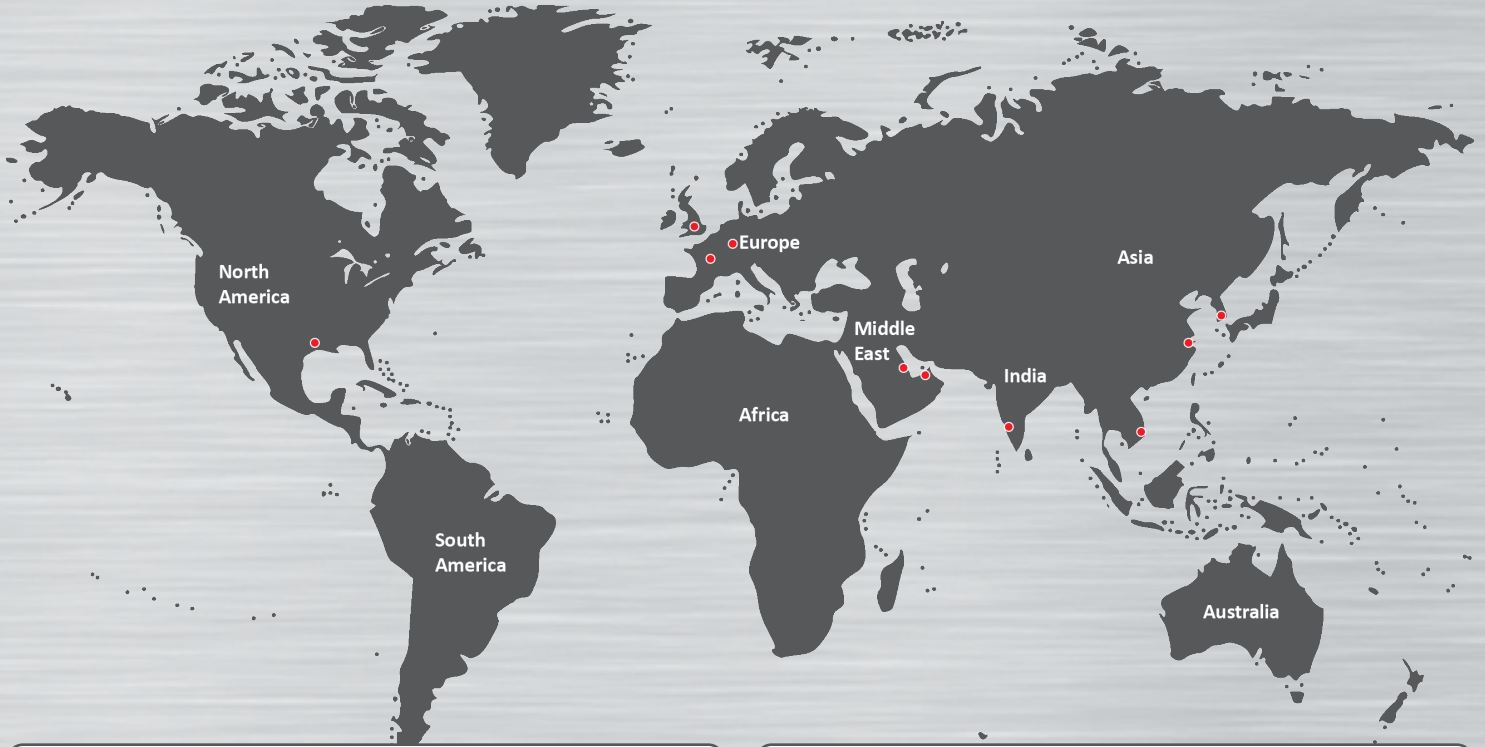 North
America
Europe
Asia
Middle
East
India
Africa
South
America
Australia